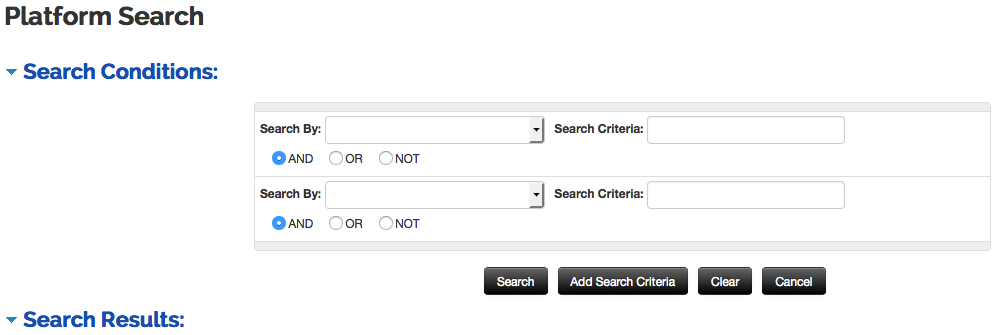 Platform Search
Search Conditions:
Search By: Search Criteria:
AND OR NOT
Search By: Search Criteria:
AND OR NOT
Search Add Search Criteria Clear Cancel
Search Results: